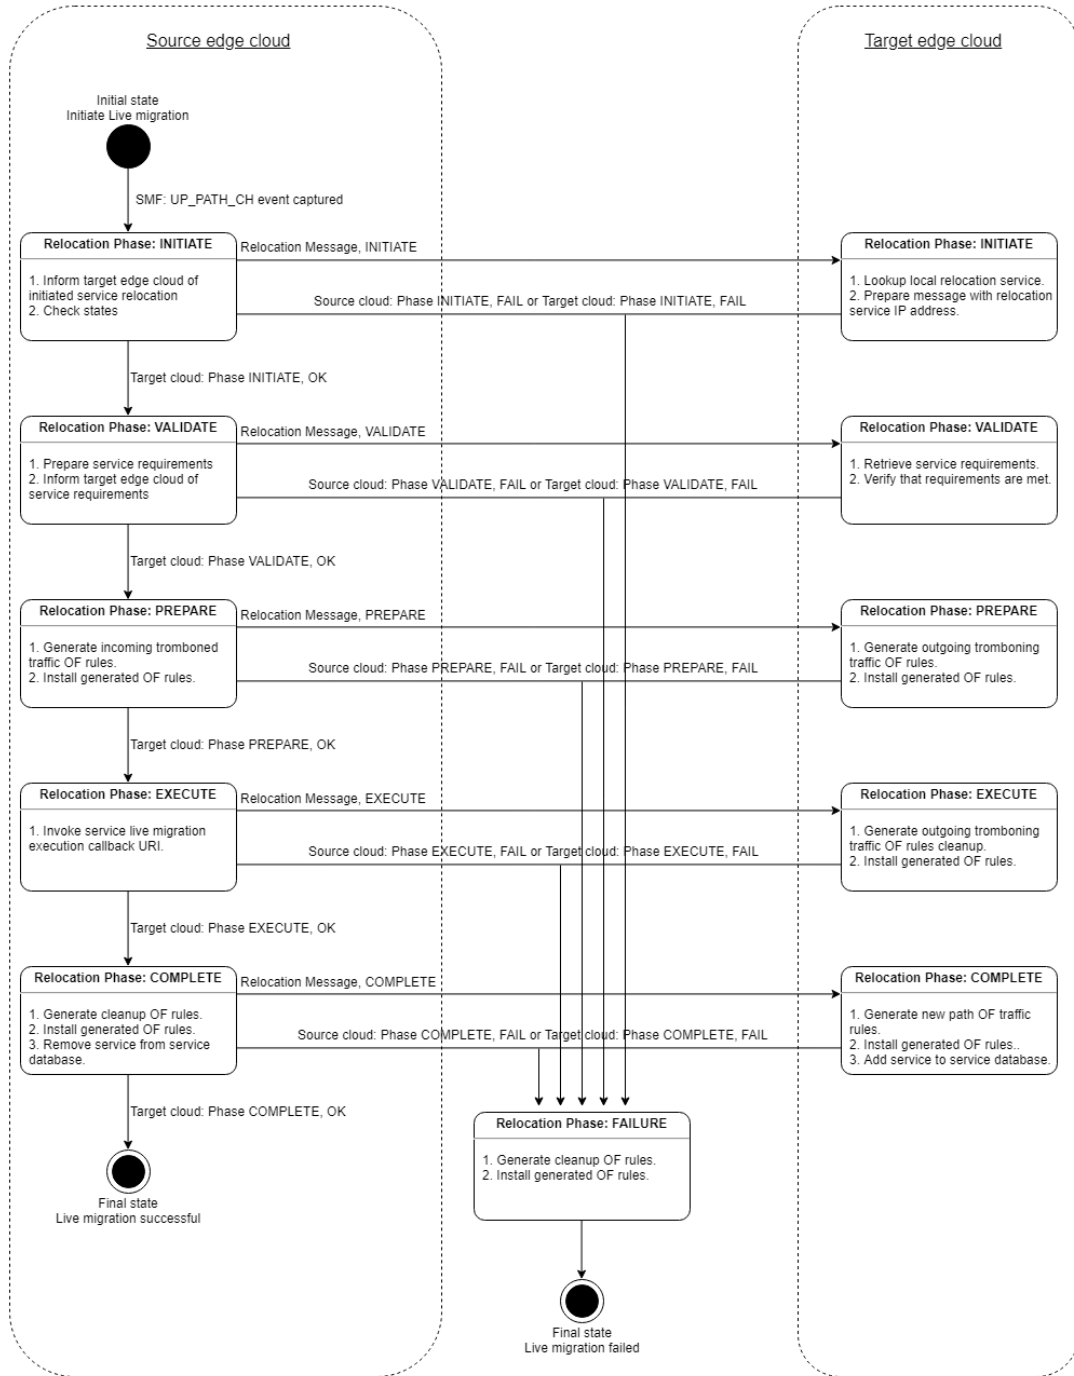 Source edge cloud
Target edge cloud
Initial state
Initiate Live migration
SMF: UP_PATH_CH event captured
Relocation Phase: INITIATE
1. Inform target edge cloud of
initiated service relocation
2. Check states
Relocation Message, INITIATE
Source cloud: Phase INITIATE, FAIL or Target cloud: Phase INITIATE, FAIL
Relocation Phase: INITIATE
1. Lookup local relocation service.
2. Prepare message with relocation
service IP address.
Target cloud: Phase INITIATE, OK
Relocation Phase: VALIDATE
1. Prepare service requirements
2. Inform target edge cloud of
service requirements
Relocation Message, VALIDATE
Source cloud: Phase VALIDATE, FAIL or Target cloud: Phase VALIDATE, FAIL
Relocation Phase: VALIDATE
1. Retrieve service requirements.
2. Verify that requirements are met.
Target cloud: Phase VALIDATE, OK
Relocation Phase: PREPARE
1. Generate incoming tromboned
traffic OF rules.
2. Install generated OF rules.
Relocation Message, PREPARE
Source cloud: Phase PREPARE, FAIL or Target cloud: Phase PREPARE, FAIL
Relocation Phase: PREPARE
1. Generate outgoing tromboning
traffic OF rules.
2. Install generated OF rules.
Target cloud: Phase PREPARE, OK
Relocation Phase: EXECUTE
1. Invoke service live migration
execution callback URI.
Relocation Message, EXECUTE
Source cloud: Phase EXECUTE, FAIL or Target cloud: Phase EXECUTE, FAIL
Relocation Phase: EXECUTE
1. Generate outgoing tromboning
traffic OF rules cleanup.
2. Install generated OF rules.
Target cloud: Phase EXECUTE, OK
Relocation Phase: COMPLETE
1. Generate cleanup OF rules.
2. Install generated OF rules.
3. Remove service from service
database.
Relocation Message, COMPLETE
Source cloud: Phase COMPLETE, FAIL or Target cloud: Phase COMPLETE, FAIL
Relocation Phase: COMPLETE
1. Generate new path OF traffic
rules.
2. Install generated OF rules..
3. Add service to service database.
Target cloud: Phase COMPLETE, OK
Relocation Phase: FAILURE
1. Generate cleanup OF rules.
2. Install generated OF rules.
Final state
Live migration successful
Final state
Live migration failed